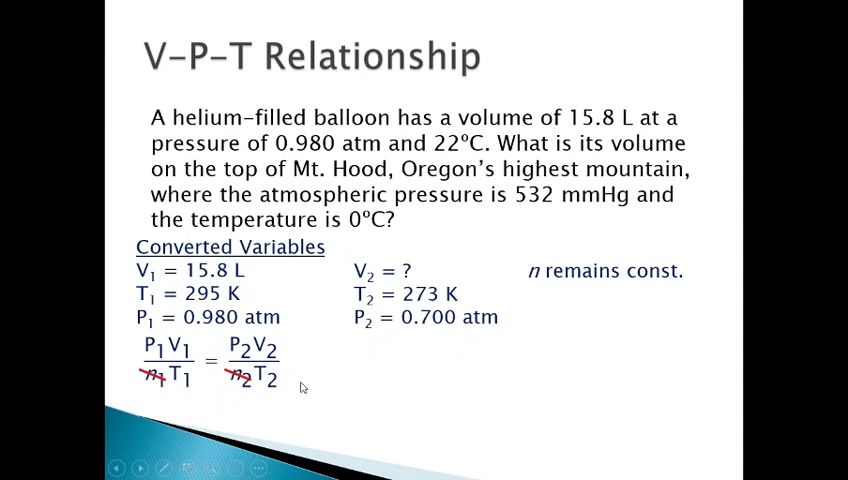 V-P-T Relationship
A helium-filled balloon has a volume of 15.8 L at a
pressure of 0.980 atm and 22ºC. What is its volume
on the top of Mt. Hood, Oregon's highest mountain,
where the atmospheric pressure is 532 mmHg and
the temperature is 0ºC?
Converted Variables
V₁ = 15.8 L V₂ = ? n remains const.
T₁ = 295 K T₂ = 273 K
P₁ = 0.980 atm P₂ = 0.700 atm
P₁V₁ = P₂V₂
n₁T₁ n₂T₂